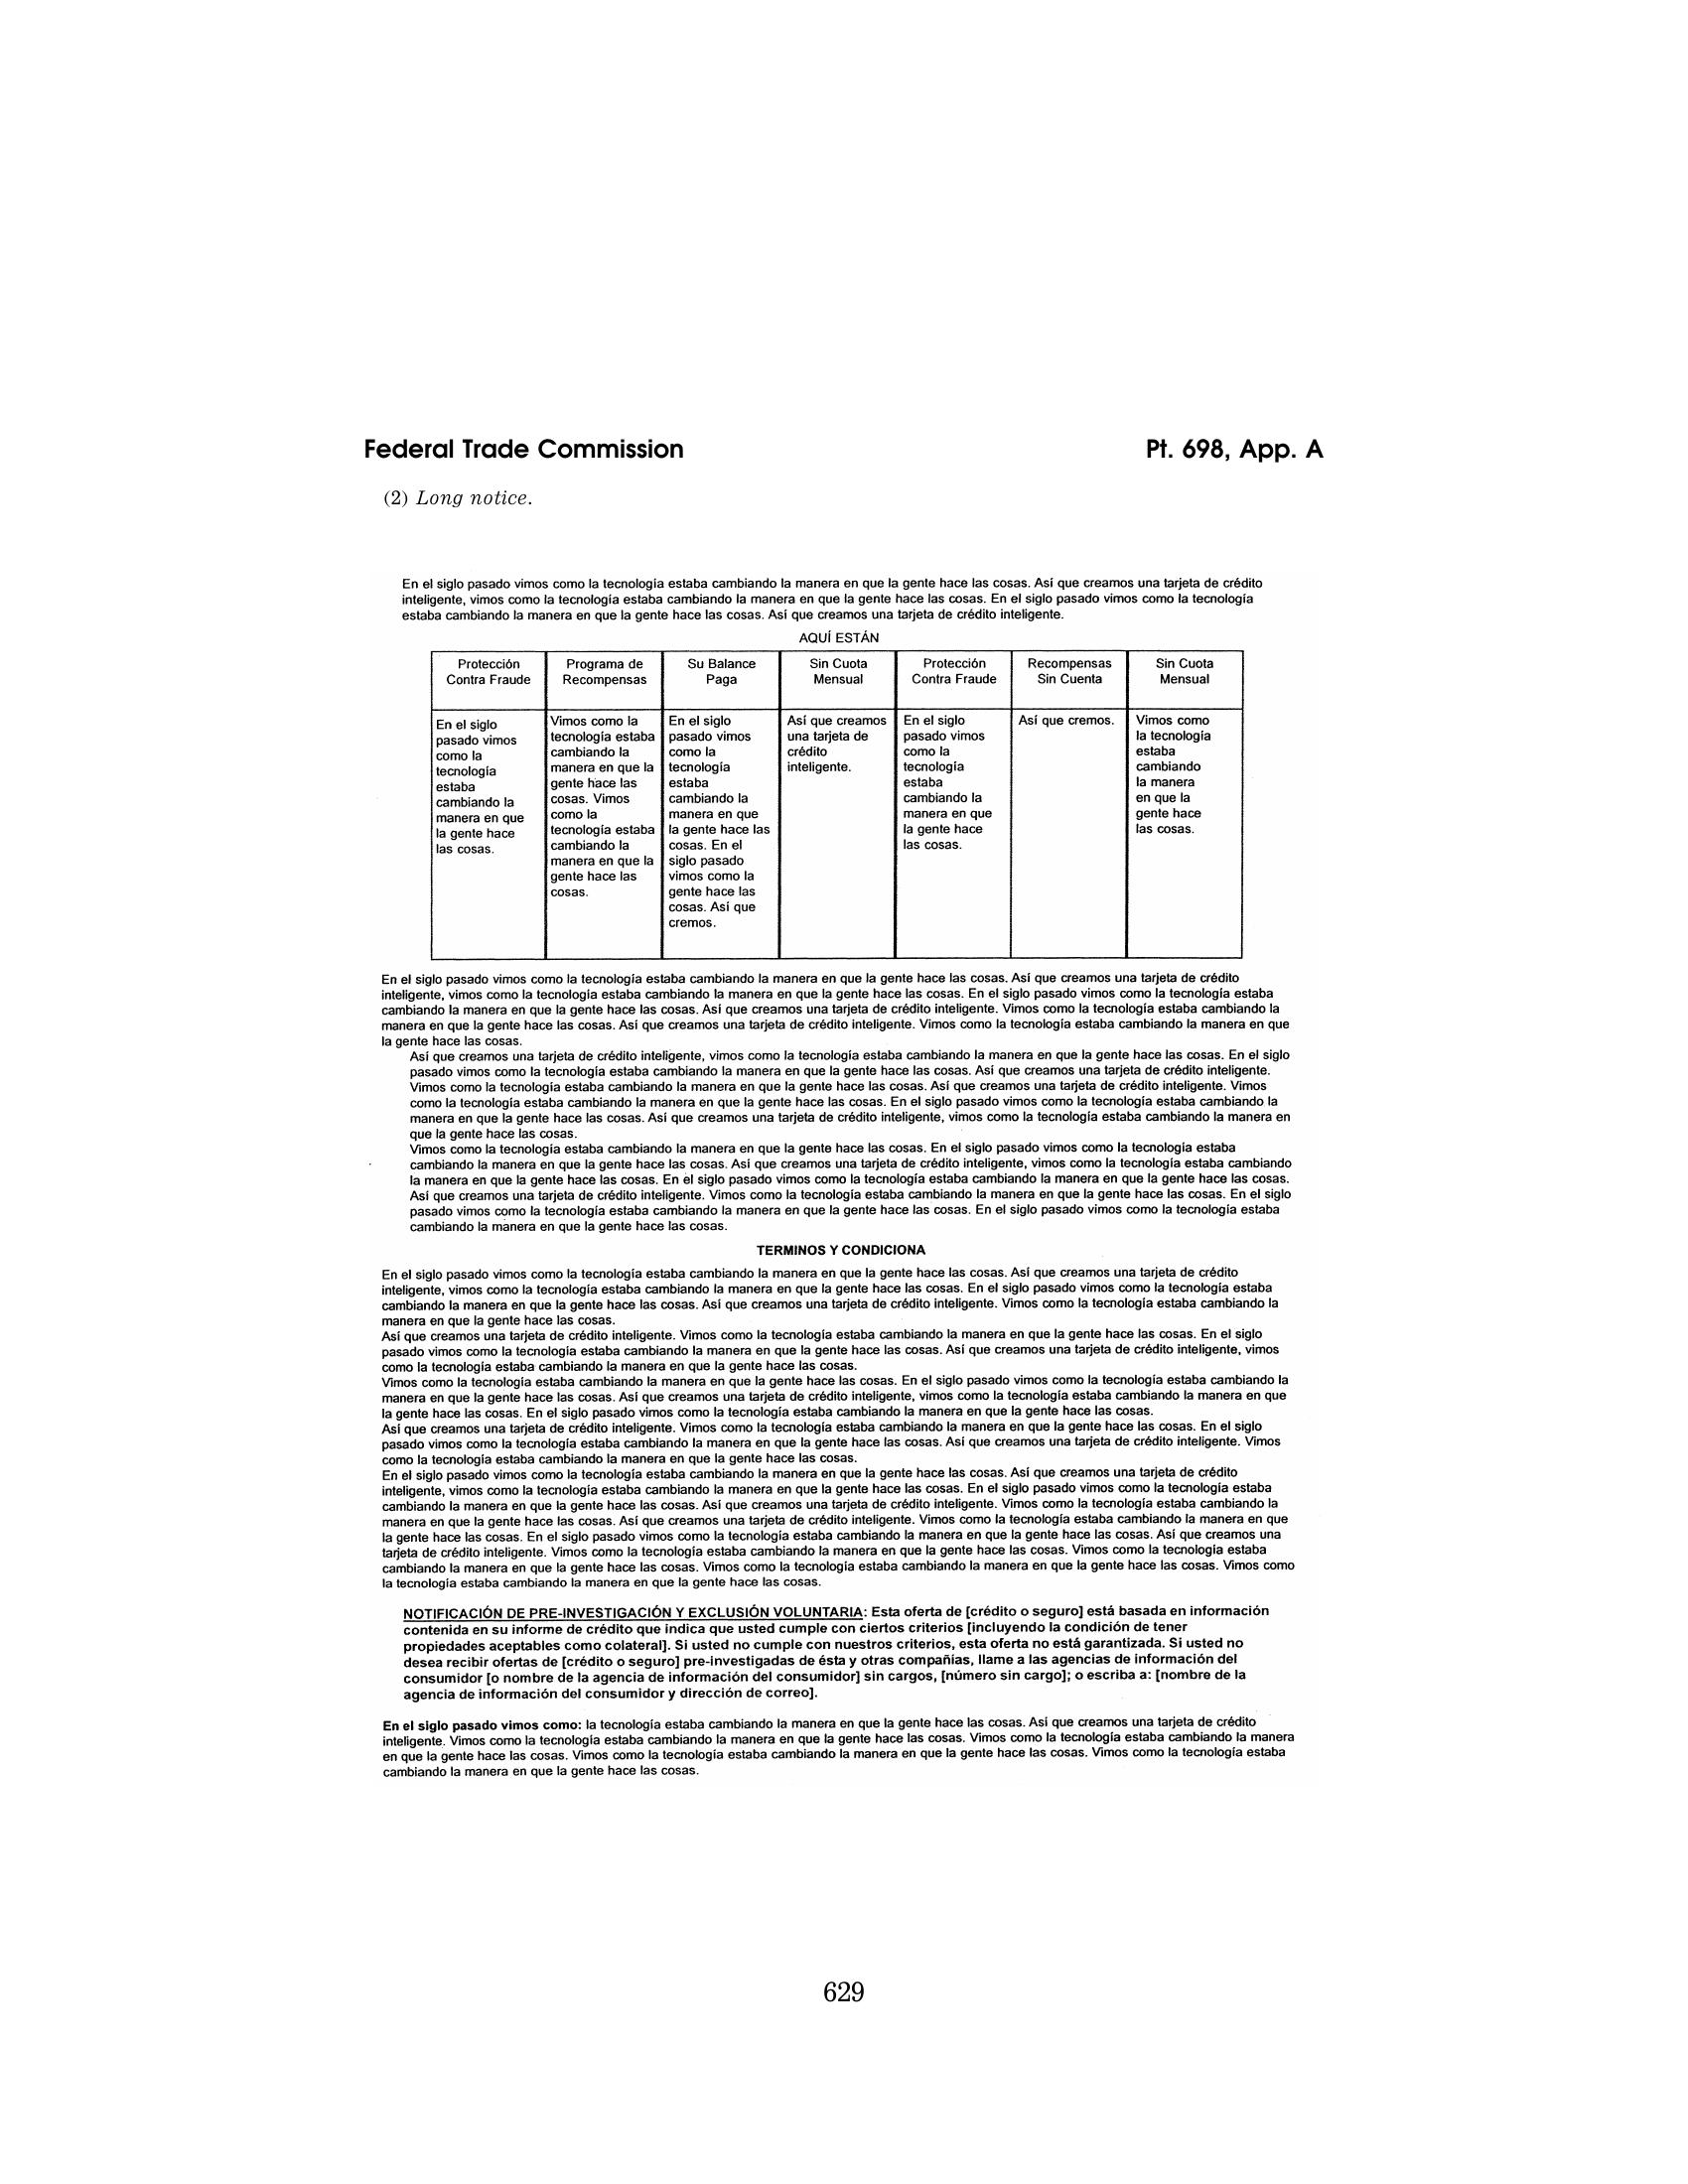 Federal Trade Commission
Pt. 698, App. A
(2) Long notice.
En el siglo pasado vimos como la tecnología estaba cambiando la manera en que la gente hace las cosas. Así que creamos una tarjeta de crédito
inteligente, vimos como la tecnología estaba cambiando la manera en que la gente hace las cosas. En el siglo pasado vimos como la tecnología
estaba cambiando la manera en que la gente hace las cosas. Así que creamos una tarjeta de crédito inteligente.
AQUÍ ESTÁN
Protección
Contra Fraude
Programa de
Recompensas
Su Balance
Paga
Sin Cuota
Mensual
Protección
Contra Fraude
Recompensas
Sin Cuenta
Sin Cuota
Mensual
En el siglo
pasado vimos
como la
tecnología
estaba
cambiando la
manera en que
la gente hace
las cosas.
Vimos como la
tecnología estaba
cambiando la
manera en que la
gente hace las
cosas. Vimos
como la
tecnología estaba
cambiando la
manera en que la
gente hace las
cosas.
En el siglo
pasado vimos
como la
tecnología
estaba
cambiando la
manera en que
la gente hace las
cosas. En el
siglo pasado
vimos como la
gente hace las
cosas. Así que
cremos.
Así que creamos
una tarjeta de
crédito
inteligente.
En el siglo
pasado vimos
como la
tecnología
estaba
cambiando la
manera en que
la gente hace
las cosas.
Así que cremos.
Vimos como
la tecnología
estaba
cambiando
la manera
en que la
gente hace
las cosas.
En el siglo pasado vimos como la tecnología estaba cambiando la manera en que la gente hace las cosas. Así que creamos una tarjeta de crédito
inteligente, vimos como la tecnología estaba cambiando la manera en que la gente hace las cosas. En el siglo pasado vimos como la tecnología estaba
cambiando la manera en que la gente hace las cosas. Así que creamos una tarjeta de crédito inteligente. Vimos como la tecnología estaba cambiando la
manera en que la gente hace las cosas. Así que creamos una tarjeta de crédito inteligente. Vimos como la tecnología estaba cambiando la manera en que
la gente hace las cosas.
Así que creamos una tarjeta de crédito inteligente, vimos como la tecnología estaba cambiando la manera en que la gente hace las cosas. En el siglo
pasado vimos como la tecnología estaba cambiando la manera en que la gente hace las cosas. Así que creamos una tarjeta de crédito inteligente.
Vimos como la tecnología estaba cambiando la manera en que la gente hace las cosas. Así que creamos una tarjeta de crédito inteligente. Vimos
como la tecnología estaba cambiando la manera en que la gente hace las cosas. En el siglo pasado vimos como la tecnología estaba cambiando la
manera en que la gente hace las cosas. Así que creamos una tarjeta de crédito inteligente, vimos como la tecnología estaba cambiando la manera en
que la gente hace las cosas.
Vimos como la tecnología estaba cambiando la manera en que la gente hace las cosas. En el siglo pasado vimos como la tecnología estaba
cambiando la manera en que la gente hace las cosas. Así que creamos una tarjeta de crédito inteligente, vimos como la tecnología estaba cambiando
la manera en que la gente hace las cosas. En el siglo pasado vimos como la tecnología estaba cambiando la manera en que la gente hace las cosas.
Así que creamos una tarjeta de crédito inteligente. Vimos como la tecnología estaba cambiando la manera en que la gente hace las cosas. En el siglo
pasado vimos como la tecnología estaba cambiando la manera en que la gente hace las cosas. En el siglo pasado vimos como la tecnología estaba
cambiando la manera en que la gente hace las cosas.
TERMINOS Y CONDICIONA
En el siglo pasado vimos como la tecnología estaba cambiando la manera en que la gente hace las cosas. Así que creamos una tarjeta de crédito
inteligente, vimos como la tecnología estaba cambiando la manera en que la gente hace las cosas. En el siglo pasado vimos como la tecnología estaba
cambiando la manera en que la gente hace las cosas. Así que creamos una tarjeta de crédito inteligente. Vimos como la tecnología estaba cambiando la
manera en que la gente hace las cosas.
Así que creamos una tarjeta de crédito inteligente. Vimos como la tecnología estaba cambiando la manera en que la gente hace las cosas. En el siglo
pasado vimos como la tecnología estaba cambiando la manera en que la gente hace las cosas. Así que creamos una tarjeta de crédito inteligente, vimos
como la tecnología estaba cambiando la manera en que la gente hace las cosas.
Vimos como la tecnología estaba cambiando la manera en que la gente hace las cosas. En el siglo pasado vimos como la tecnología estaba cambiando la
manera en que la gente hace las cosas. Así que creamos una tarjeta de crédito inteligente, vimos como la tecnología estaba cambiando la manera en que
la gente hace las cosas. En el siglo pasado vimos como la tecnología estaba cambiando la manera en que la gente hace las cosas.
Así que creamos una tarjeta de crédito inteligente. Vimos como la tecnología estaba cambiando la manera en que la gente hace las cosas. En el siglo
pasado vimos como la tecnología estaba cambiando la manera en que la gente hace las cosas. Así que creamos una tarjeta de crédito inteligente. Vimos
como la tecnología estaba cambiando la manera en que la gente hace las cosas.
En el siglo pasado vimos como la tecnología estaba cambiando la manera en que la gente hace las cosas. Así que creamos una tarjeta de crédito
inteligente, vimos como la tecnología estaba cambiando la manera en que la gente hace las cosas. En el siglo pasado vimos como la tecnología estaba
cambiando la manera en que la gente hace las cosas. Así que creamos una tarjeta de crédito inteligente. Vimos como la tecnología estaba cambiando la
manera en que la gente hace las cosas. Así que creamos una tarjeta de crédito inteligente. Vimos como la tecnología estaba cambiando la manera en que
la gente hace las cosas. En el siglo pasado vimos como la tecnología estaba cambiando la manera en que la gente hace las cosas. Así que creamos una
tarjeta de crédito inteligente. Vimos como la tecnología estaba cambiando la manera en que la gente hace las cosas. Vimos como la tecnología estaba
cambiando la manera en que la gente hace las cosas. Vimos como la tecnología estaba cambiando la manera en que la gente hace las cosas. Vimos como
la tecnología estaba cambiando la manera en que la gente hace las cosas.
NOTIFICACIÓN DE PRE-INVESTIGACIÓN Y EXCLUSIÓN VOLUNTARIA: Esta oferta de [crédito o seguro] está basada en información
contenida en su informe de crédito que indica que usted cumple con ciertos criterios [incluyendo la condición de tener
propiedades aceptables como colateral]. Si usted no cumple con nuestros criterios, esta oferta no está garantizada. Si usted no
desea recibir ofertas de [crédito o seguro] pre-investigadas de ésta y otras compañías, llame a las agencias de información del
consumidor [o nombre de la agencia de información del consumidor] sin cargos, [número sin cargo]; o escriba a: [nombre de la
agencia de información del consumidor y dirección de correo].
En el siglo pasado vimos como: la tecnología estaba cambiando la manera en que la gente hace las cosas. Así que creamos una tarjeta de crédito
inteligente. Vimos como la tecnología estaba cambiando la manera en que la gente hace las cosas. Vimos como la tecnología estaba cambiando la manera
en que la gente hace las cosas. Vimos como la tecnología estaba cambiando la manera en que la gente hace las cosas. Vimos como la tecnología estaba
cambiando la manera en que la gente hace las cosas.
629